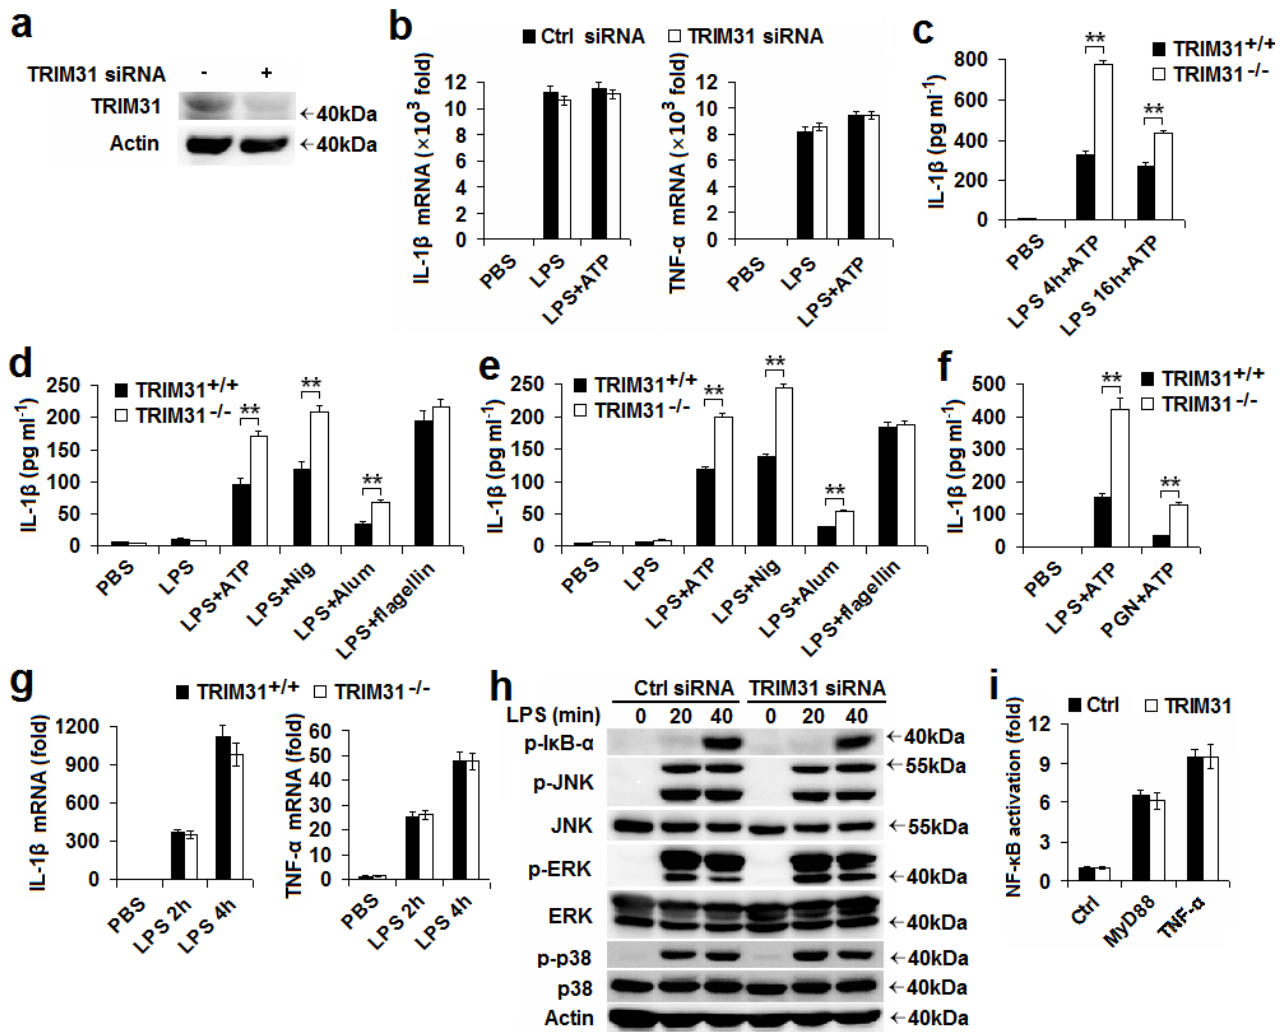 a
TRIM31 siRNA - +
TRIM31
←40kDa
Actin
←40kDa
b
Ctrl siRNA TRIM31 siRNA
IL-1β mRNA (×10³ fold)
12
10
8
6
4
2
0
PBS
LPS
LPS+ATP
TNF-α mRNA (×10³ fold)
12
10
8
6
4
2
0
PBS
LPS
LPS+ATP
c
TRIM31+/+
TRIM31-/-
IL-1β (pg ml⁻¹)
800
600
400
200
0
**
**
PBS
LPS 4h+ATP
LPS 16h+ATP
d
TRIM31+/+
TRIM31-/-
IL-1β (pg ml⁻¹)
250
200
150
100
50
0
**
**
**
PBS
LPS
LPS+ATP
LPS+Nig
LPS+Alum
LPS+flagellin
e
TRIM31+/+
TRIM31-/-
IL-1β (pg ml⁻¹)
250
200
150
100
50
0
**
**
**
PBS
LPS
LPS+ATP
LPS+Nig
LPS+Alum
LPS+flagellin
f
TRIM31+/+
TRIM31-/-
IL-1β (pg ml⁻¹)
500
400
300
200
100
0
**
**
PBS
LPS+ATP
PGN+ATP
g
TRIM31+/+ TRIM31-/-
IL-1β mRNA (fold)
1200
900
600
300
0
PBS
LPS 2h
LPS 4h
TNF-α mRNA (fold)
60
50
40
30
20
10
0
PBS
LPS 2h
LPS 4h
h
Ctrl siRNA TRIM31 siRNA
LPS (min) 0 20 40 0 20 40
p-IκB-α ←40kDa
←55kDa
p-JNK
JNK ←55kDa
p-ERK
←40kDa
ERK
←40kDa
p-p38 ←40kDa
p38 ←40kDa
Actin ←40kDa
i
Ctrl TRIM31
NF-κB activation (fold)
12
9
6
3
0
Ctrl
MyD88
TNF-α